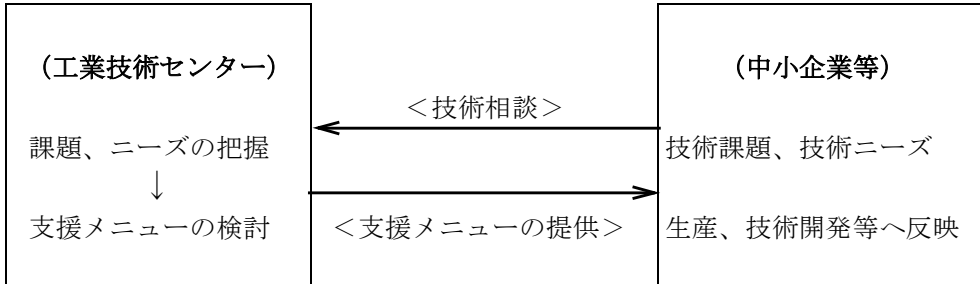 (工業技術センター)
課題、ニーズの把握
↓
支援メニューの検討
<技術相談>
<支援メニューの提供>
(中小企業等)
技術課題、技術ニーズ
生産、技術開発等へ反映